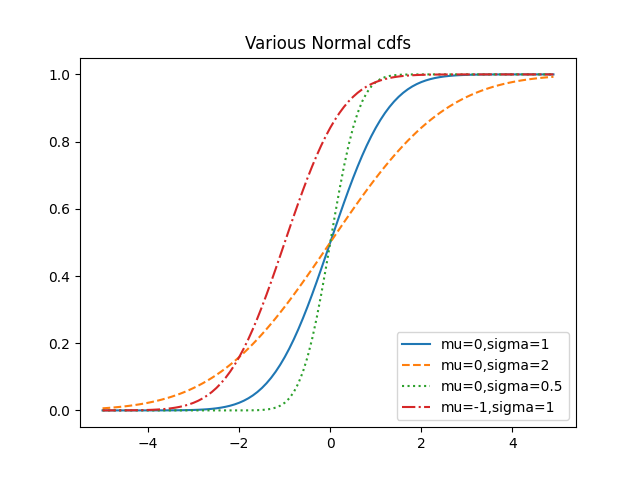 Various Normal cdfs
1.0
0.8
0.6
0.4
0.2
0.0
−4 −2 0 2 4
mu=0,sigma=1
mu=0,sigma=2
mu=0,sigma=0.5
mu=-1,sigma=1